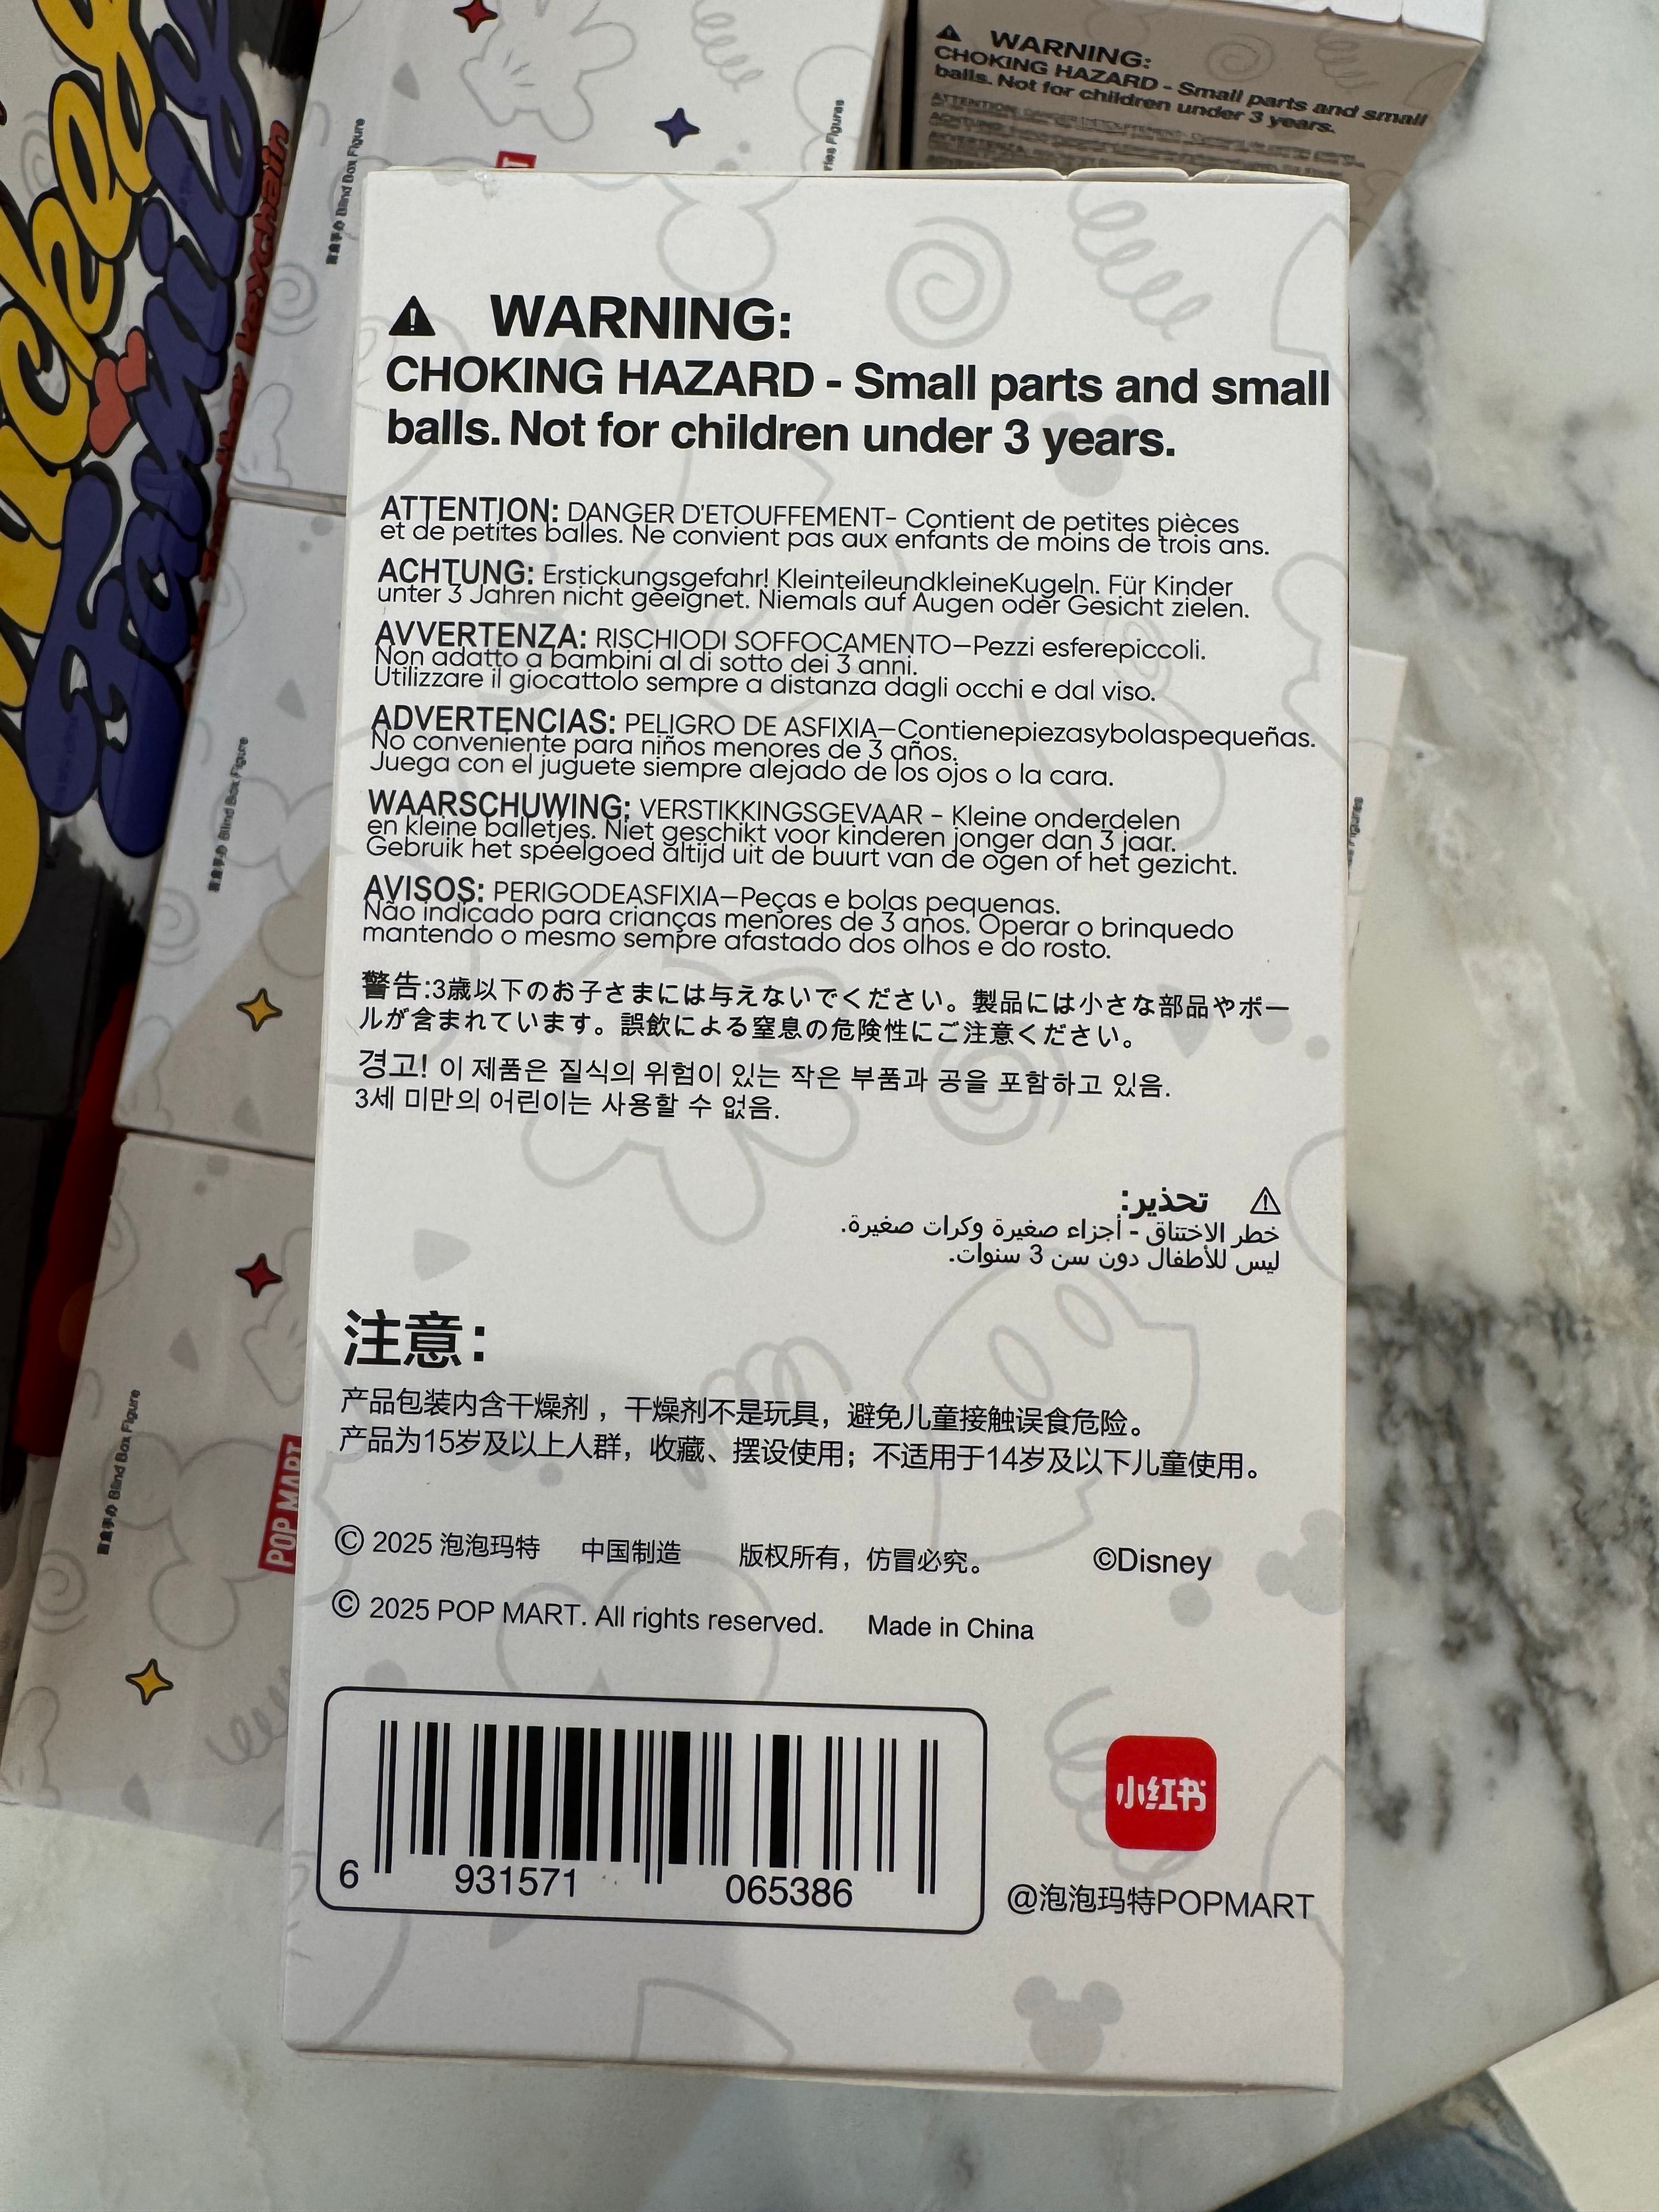 WARNING:
CHOKING HAZARD - Small parts and small
balls. Not for children under 3 years.
POP MART
盲盒手办 Blind Box Figure
盲盒手办 Blind Box Figure
盲盒手办 Blind Box Figure
Figures
WARNING:
CHOKING HAZARD - Small parts and small
balls. Not for children under 3 years.
ATTENTION: DANGER D'ETOUFFEMENT- Contient de petites pièces
et de petites balles. Ne convient pas aux enfants de moins de trois ans.
ACHTUNG: Erstickungsgefahr! KleinteileundkleineKugeln. Für Kinder
unter 3 Jahren nicht geeignet. Niemals auf Augen oder Gesicht zielen.
AVVERTENZA: RISCHIODI SOFFOCAMENTO—Pezzi esferepiccoli.
Non adatto a bambini al di sotto dei 3 anni.
Utilizzare il giocattolo sempre a distanza dagli occhi e dal viso.
ADVERTENCIAS: PELIGRO DE ASFIXIA—Contienepiezasybolaspequeñas.
No conveniente para niños menores de 3 años.
Juega con el juguete siempre alejado de los ojos o la cara.
WAARSCHUWING: VERSTIKKINGSGEVAAR - Kleine onderdelen
en kleine balletjes. Niet geschikt voor kinderen jonger dan 3 jaar.
Gebruik het speelgoed altijd uit de buurt van de ogen of het gezicht.
AVISOS: PERIGODEASFIXIA—Peças e bolas pequenas.
Não indicado para crianças menores de 3 anos. Operar o brinquedo
mantendo o mesmo sempre afastado dos olhos e do rosto.
警告:3歳以下のお子さまには与えないでください。製品には小さな部品やボー
ルが含まれています。誤飲による窒息の危険性にご注意ください。
경고! 이 제품은 질식의 위험이 있는 작은 부품과 공을 포함하고 있음.
3세 미만의 어린이는 사용할 수 없음.
تحذير:
خطر الاختناق - أجزاء صغيرة وكرات صغيرة.
ليس للأطفال دون سن 3 سنوات.
注意：
产品包装内含干燥剂，干燥剂不是玩具，避免儿童接触误食危险。
产品为15岁及以上人群，收藏、摆设使用；不适用于14岁及以下儿童使用。
© 2025 泡泡玛特 中国制造 版权所有，仿冒必究。 ©Disney
© 2025 POP MART. All rights reserved. Made in China
6 931571 065386
小红书
@泡泡玛特POPMART